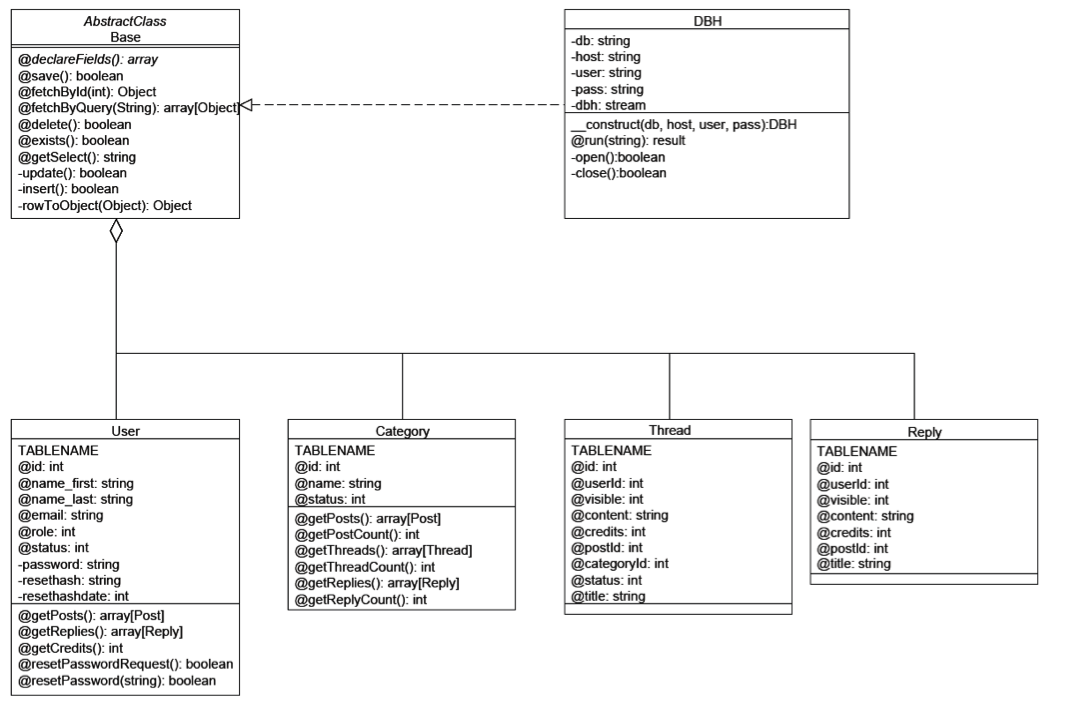 AbstractClass
Base
@declareFields(): array
@save(): boolean
@fetchById(int): Object
@fetchByQuery(String): array[Object]
@delete(): boolean
@exists(): boolean
@getSelect(): string
-update(): boolean
-insert(): boolean
-rowToObject(Object): Object
DBH
-db: string
-host: string
-user: string
-pass: string
-dbh: stream
__construct(db, host, user, pass):DBH
@run(string): result
-open():boolean
-close():boolean
User
TABLENAME
@id: int
@name_first: string
@name_last: string
@email: string
@role: int
@status: int
-password: string
-resethash: string
-resethashdate: int
@getPosts(): array[Post]
@getReplies(): array[Reply]
@getCredits(): int
@resetPasswordRequest(): boolean
@resetPassword(string): boolean
Category
TABLENAME
@id: int
@name: string
@status: int
@getPosts(): array[Post]
@getPostCount(): int
@getThreads(): array[Thread]
@getThreadCount(): int
@getReplies(): array[Reply]
@getReplyCount(): int
Thread
TABLENAME
@id: int
@userId: int
@visible: int
@content: string
@credits: int
@postId: int
@categoryId: int
@status: int
@title: string
Reply
TABLENAME
@id: int
@userId: int
@visible: int
@content: string
@credits: int
@postId: int
@title: string